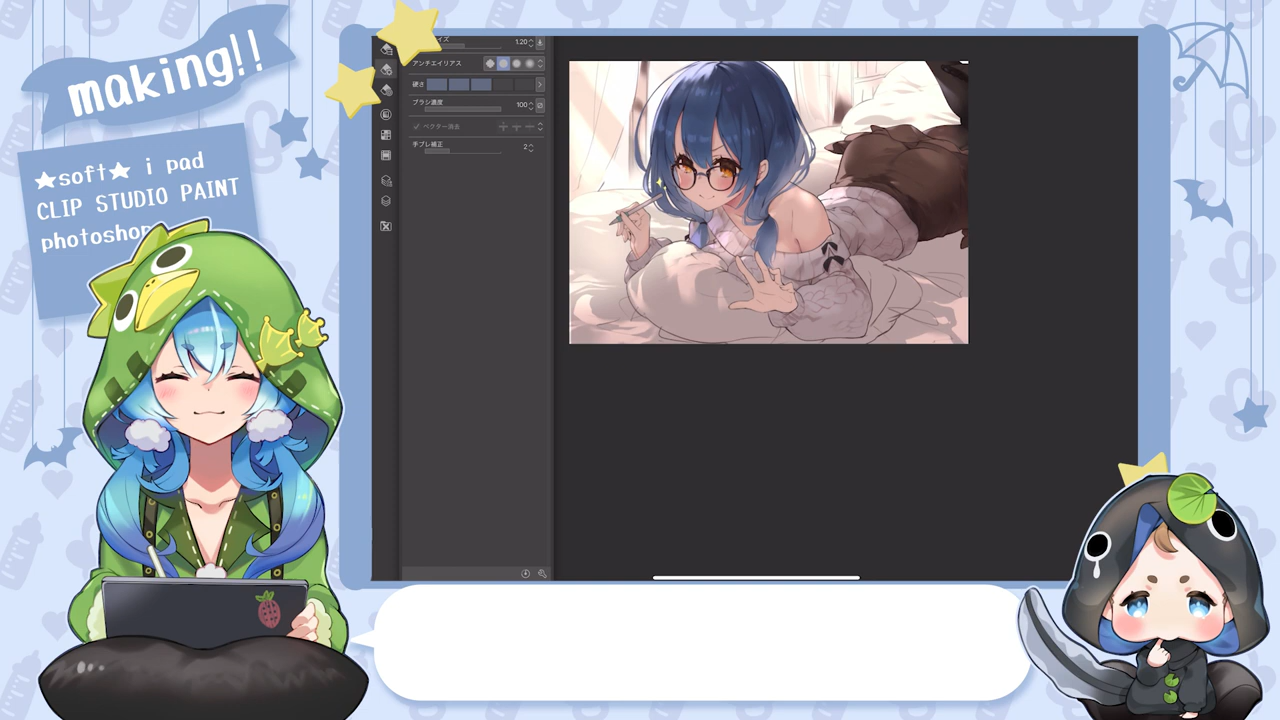 making!!
★soft★ i pad
CLIP STUDIO PAINT
photoshop
1.20
アンチエイリアス
硬さ
ブラシ濃度
100
ベクター消去
手ブレ補正
2